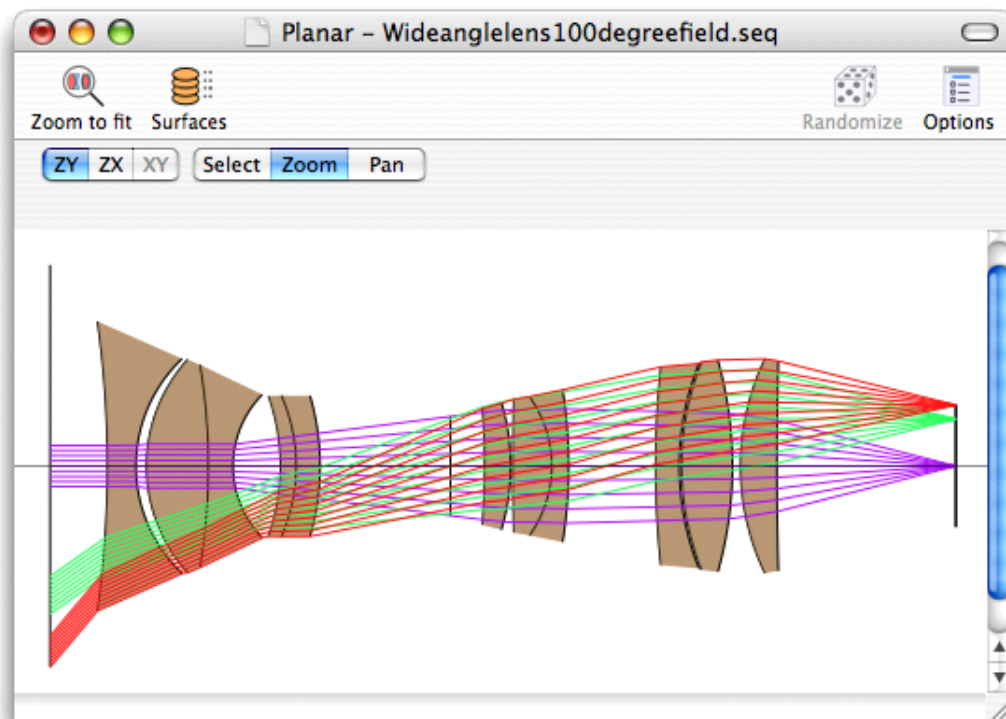 Planar – Wideanglelens100degreefield.seq
Zoom to fit Surfaces Randomize Options
ZY ZX XY Select Zoom Pan